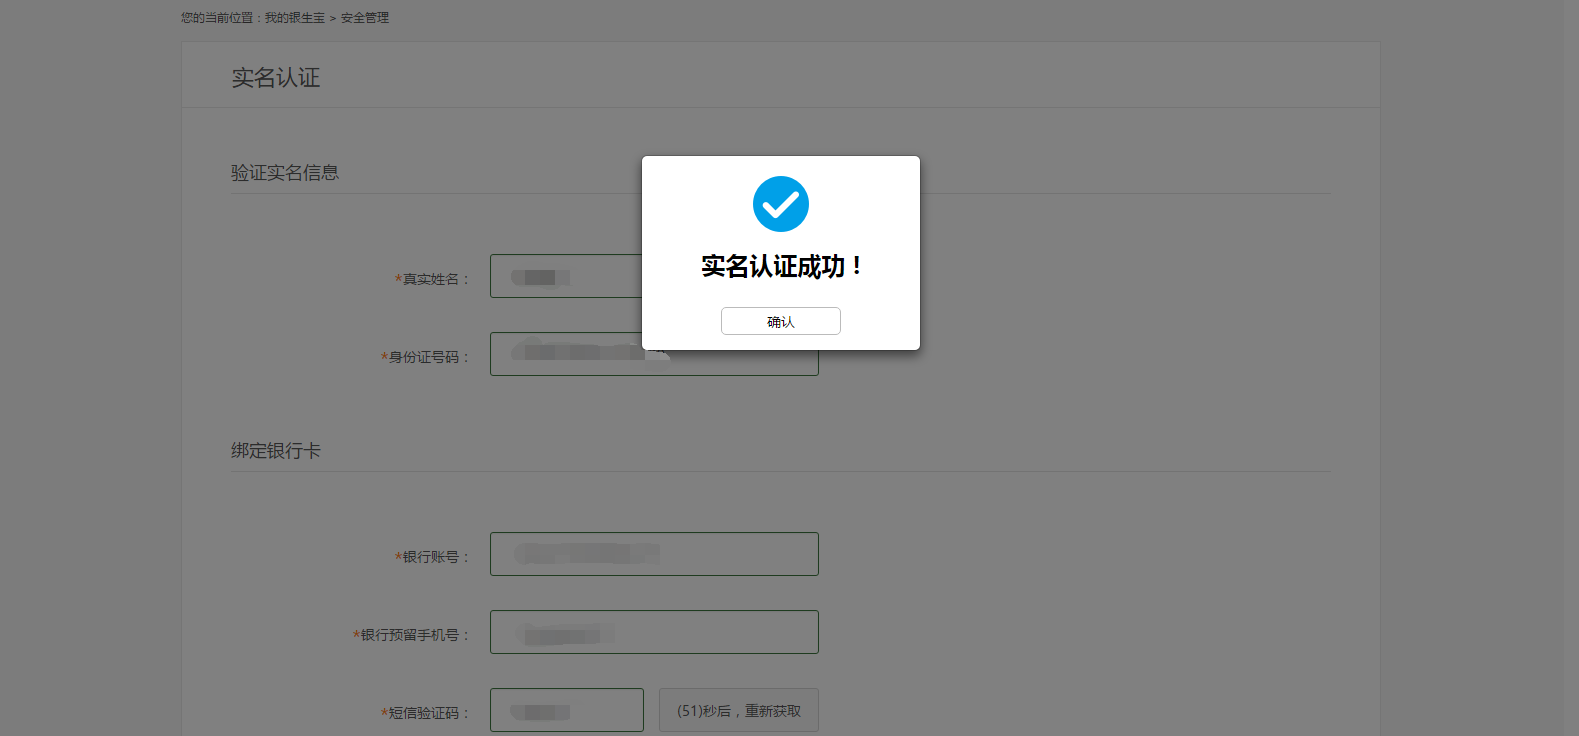 您的当前位置：我的银生宝 > 安全管理
实名认证
验证实名信息
实名认证成功！
确认
*真实姓名：
*身份证号码：
绑定银行卡
*银行账号：
*银行预留手机号：
*短信验证码：
(51)秒后，重新获取